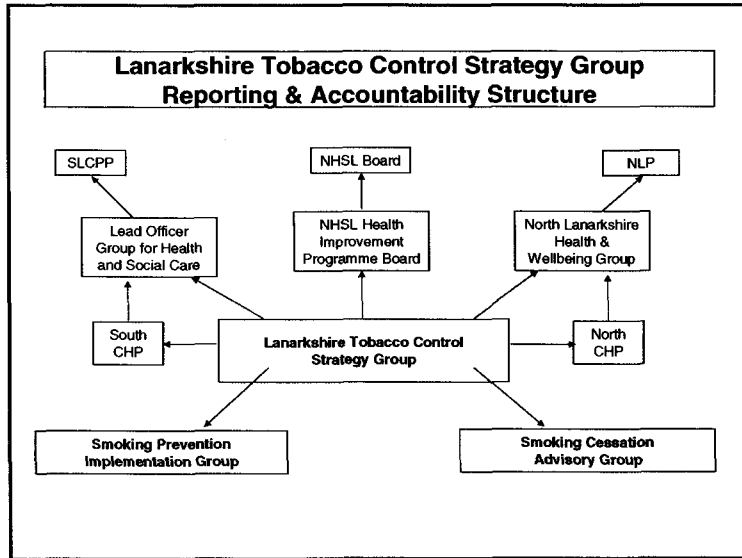 Lanarkshire Tobacco Control Strategy Group
Reporting & Accountability Structure
SLCPP
NHSL Board
NLP
Lead Officer
Group for Health
and Social Care
NHSL Health
Improvement
Programme Board
North Lanarkshire
Health &
Wellbeing Group
South
CHP
Lanarkshire Tobacco Control
Strategy Group
North
CHP
Smoking Prevention
Implementation Group
Smoking Cessation
Advisory Group